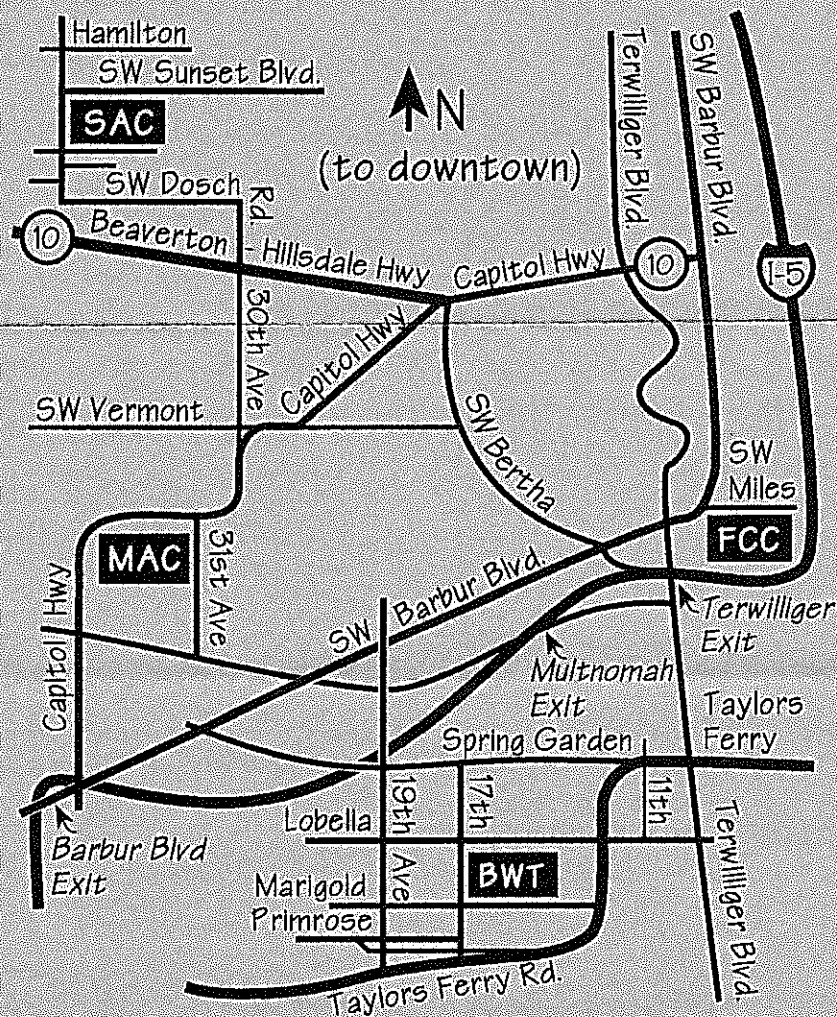 Hamilton
SW Sunset Blvd.
SAC
N
(to downtown)
SW Dosch Rd.
Terwilliger Blvd.
SW Barbur Blvd.
10
Beaverton - Hillsdale Hwy
Capitol Hwy
10
I-5
30th Ave
Capitol Hwy
SW Vermont
SW Bertha
SW
Miles
FCC
MAC
31st Ave
Capitol Hwy
SW Barbur Blvd.
Terwilliger
Exit
Multnomah
Exit
Taylors
Ferry
Spring Garden
19th Ave
17th
11th
Terwilliger Blvd.
Lobella
Barbur Blvd
Exit
BWT
Marigold
Primrose
Taylors Ferry Rd.